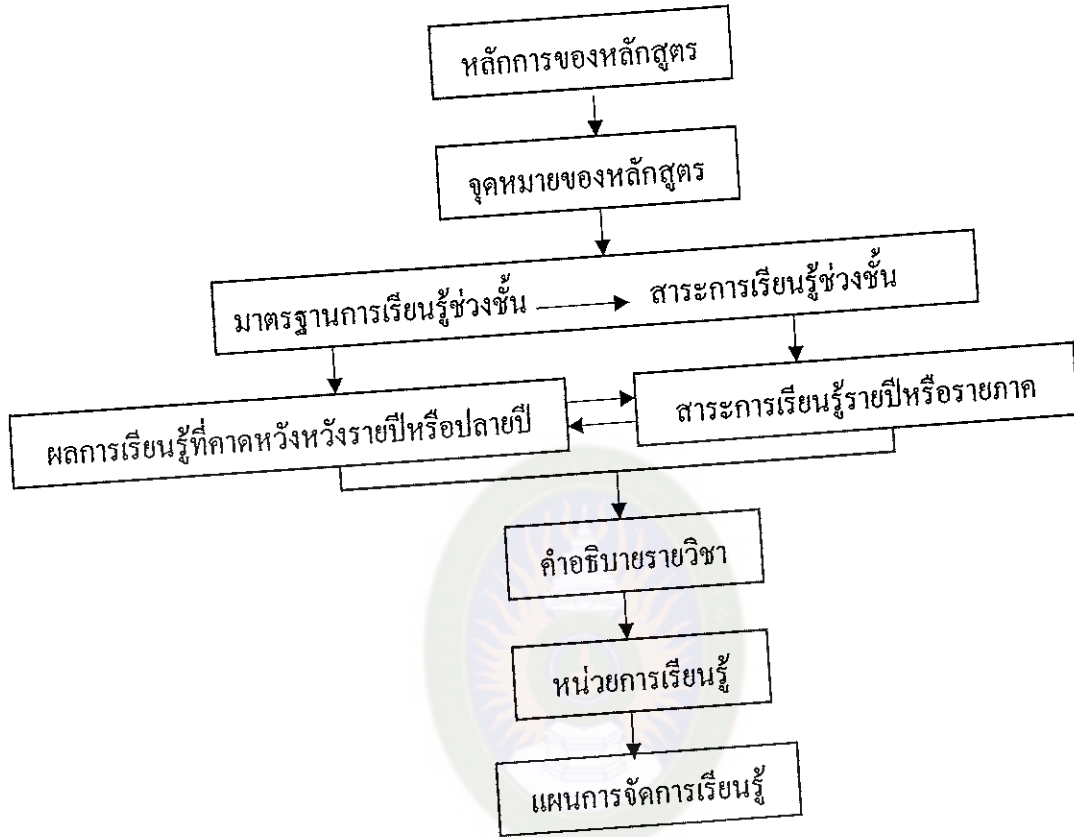 หลักการของหลักสูตร
จุดหมายของหลักสูตร
มาตรฐานการเรียนรู้ช่วงชั้น สาระการเรียนรู้ช่วงชั้น
ผลการเรียนรู้ที่คาดหวังหวังรายปีหรือปลายปี สาระการเรียนรู้รายปีหรือรายภาค
คำอธิบายรายวิชา
หน่วยการเรียนรู้
แผนการจัดการเรียนรู้